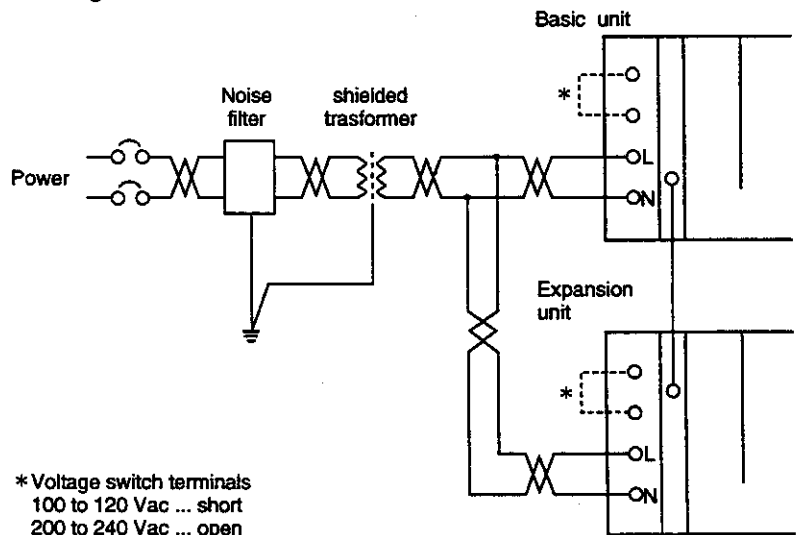 Basic unit
Noise
filter
shielded
trasformer
*
L
N
Power
Expansion
unit
*
L
N
* Voltage switch terminals
100 to 120 Vac ... short
200 to 240 Vac ... open